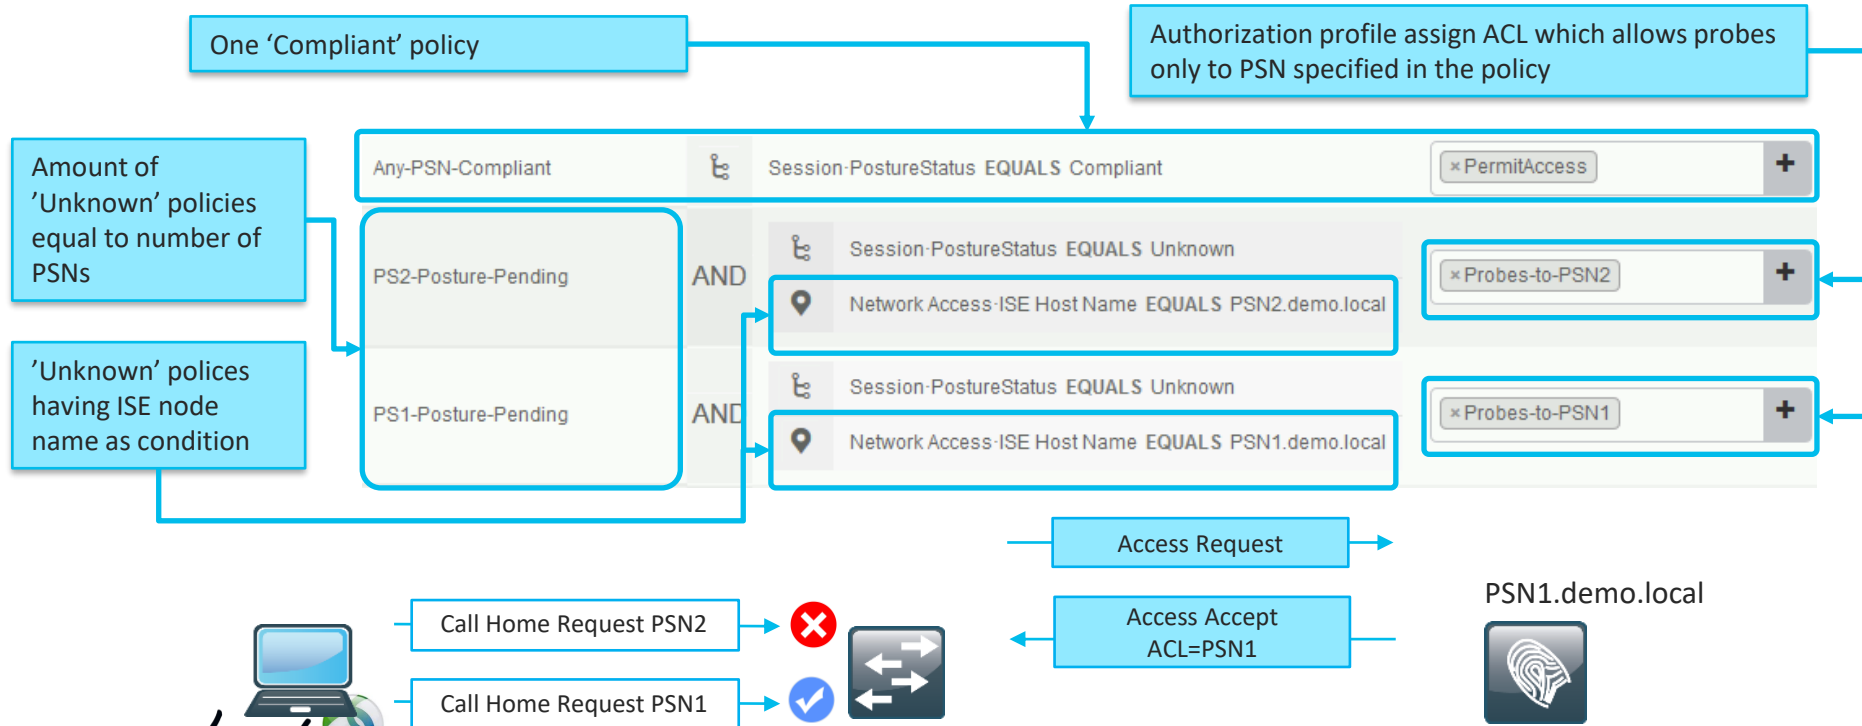 One ‘Compliant’ policy
Authorization profile assign ACL which allows probes
only to PSN specified in the policy
Amount of
’Unknown’ policies
equal to number of
PSNs
’Unknown’ polices
having ISE node
name as condition
Any-PSN-Compliant
Session·PostureStatus EQUALS Compliant
× PermitAccess +
PS2-Posture-Pending
AND
Session·PostureStatus EQUALS Unknown
Network Access·ISE Host Name EQUALS PSN2.demo.local
× Probes-to-PSN2 +
PS1-Posture-Pending
AND
Session·PostureStatus EQUALS Unknown
Network Access·ISE Host Name EQUALS PSN1.demo.local
× Probes-to-PSN1 +
Access Request
Call Home Request PSN2
Access Accept
ACL=PSN1
PSN1.demo.local
Call Home Request PSN1